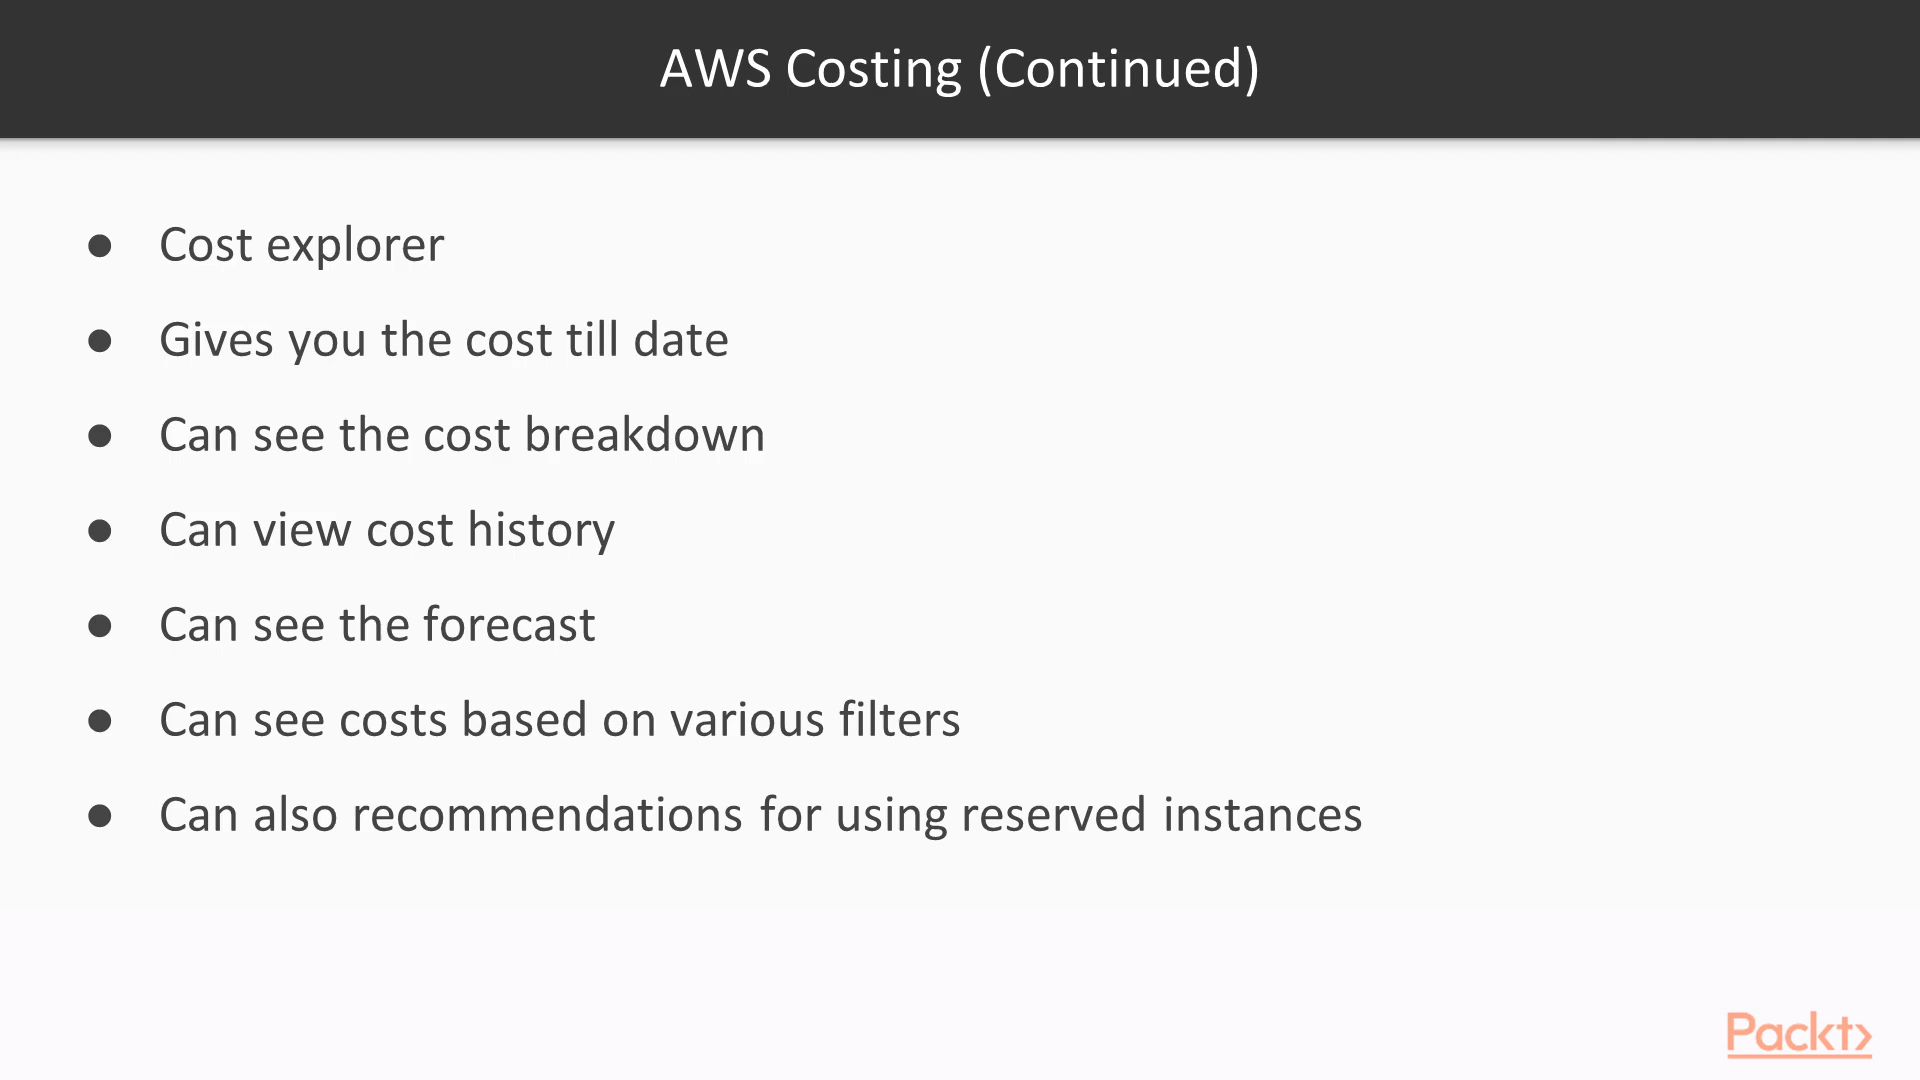 AWS Costing (Continued)
● Cost explorer
● Gives you the cost till date
● Can see the cost breakdown
● Can view cost history
● Can see the forecast
● Can see costs based on various filters
● Can also recommendations for using reserved instances
Packt>